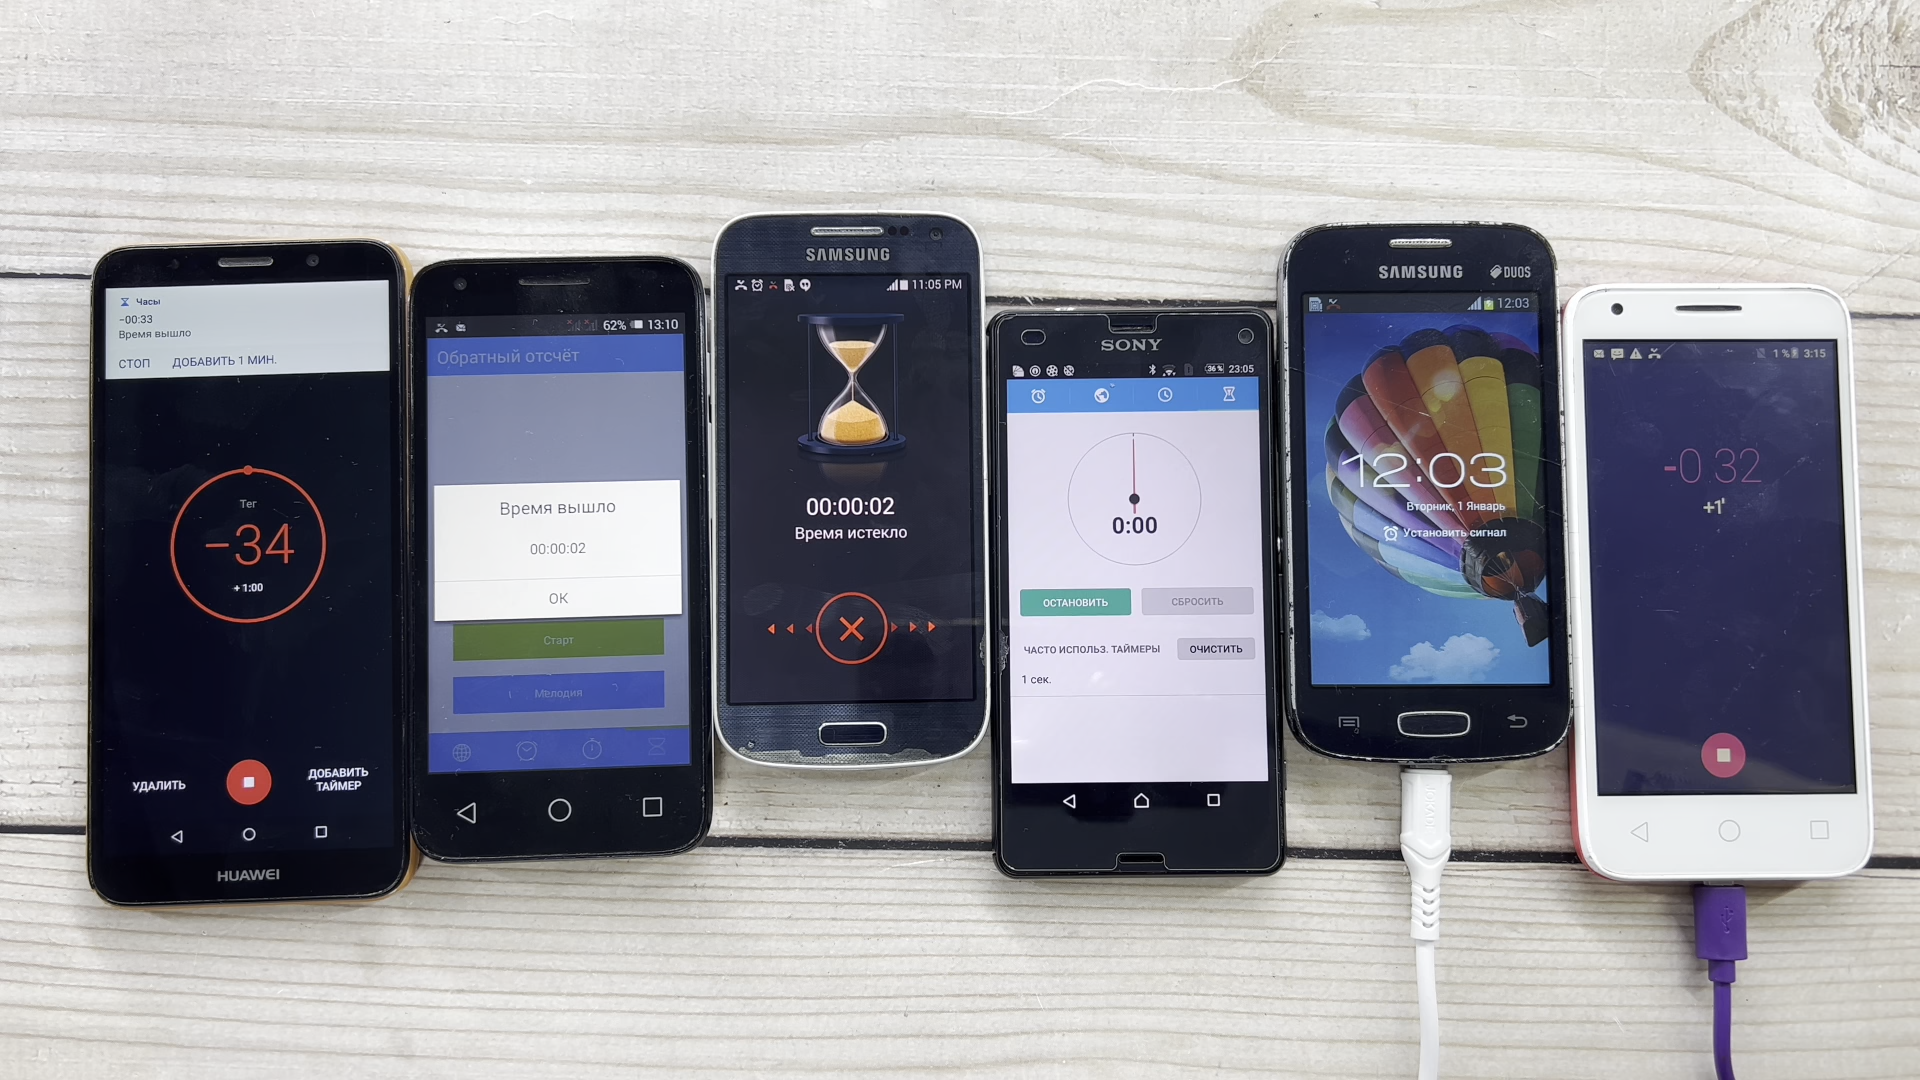 Часы
−00:33
Время вышло
СТОП ДОБАВИТЬ 1 МИН.
Тег
−34
+ 1:00
УДАЛИТЬ
ДОБАВИТЬ
ТАЙМЕР
HUAWEI
62% 13:10
Обратный отсчёт
Время вышло
00:00:02
ОК
Старт
Мелодия
SAMSUNG
11:05 PM
00:00:02
Время истекло
SONY
36% 23:05
0:00
ОСТАНОВИТЬ СБРОСИТЬ
ЧАСТО ИСПОЛЬЗ. ТАЙМЕРЫ ОЧИСТИТЬ
1 сек.
SAMSUNG DUOS
12:03
12:03
Вторник, 1 Январь
Установить сигнал
1% 3:15
-0 32
+1'